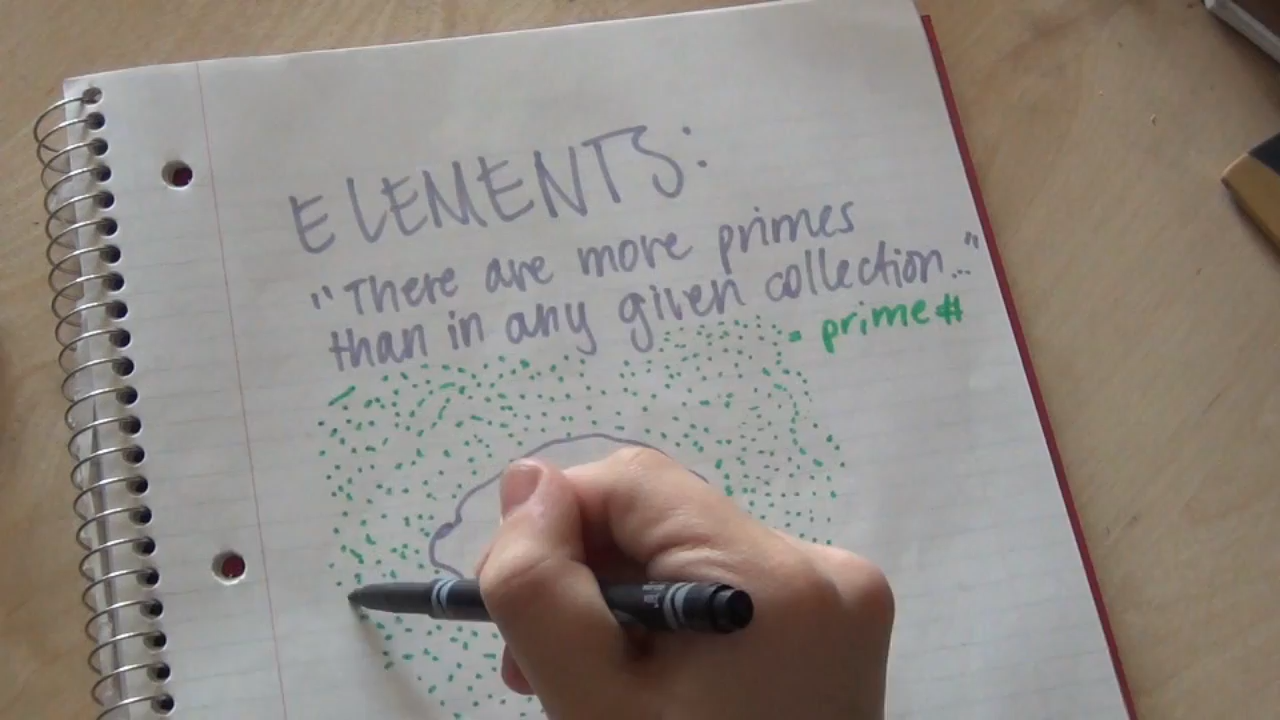 ELEMENTS:
"There are more primes
than in any given collection..."
prime #